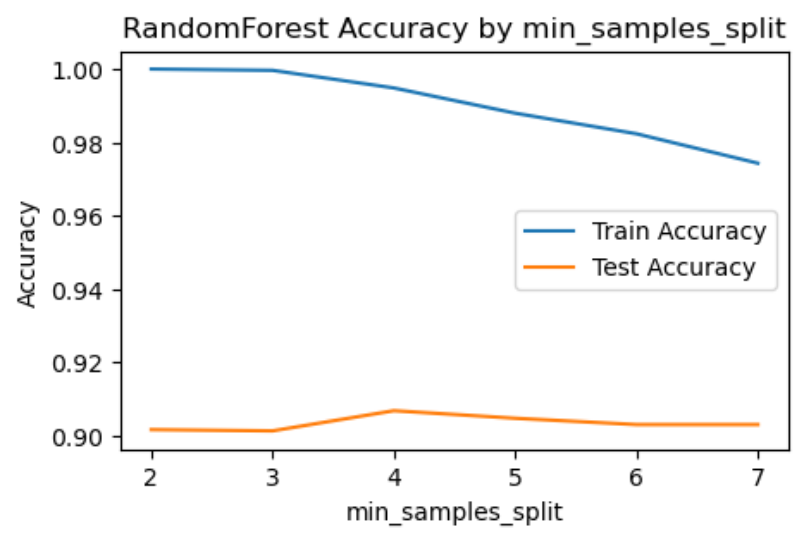 RandomForest Accuracy by min_samples_split
1.00
0.98
0.96
0.94
0.92
0.90
Accuracy
Train Accuracy
Test Accuracy
2 3 4 5 6 7
min_samples_split